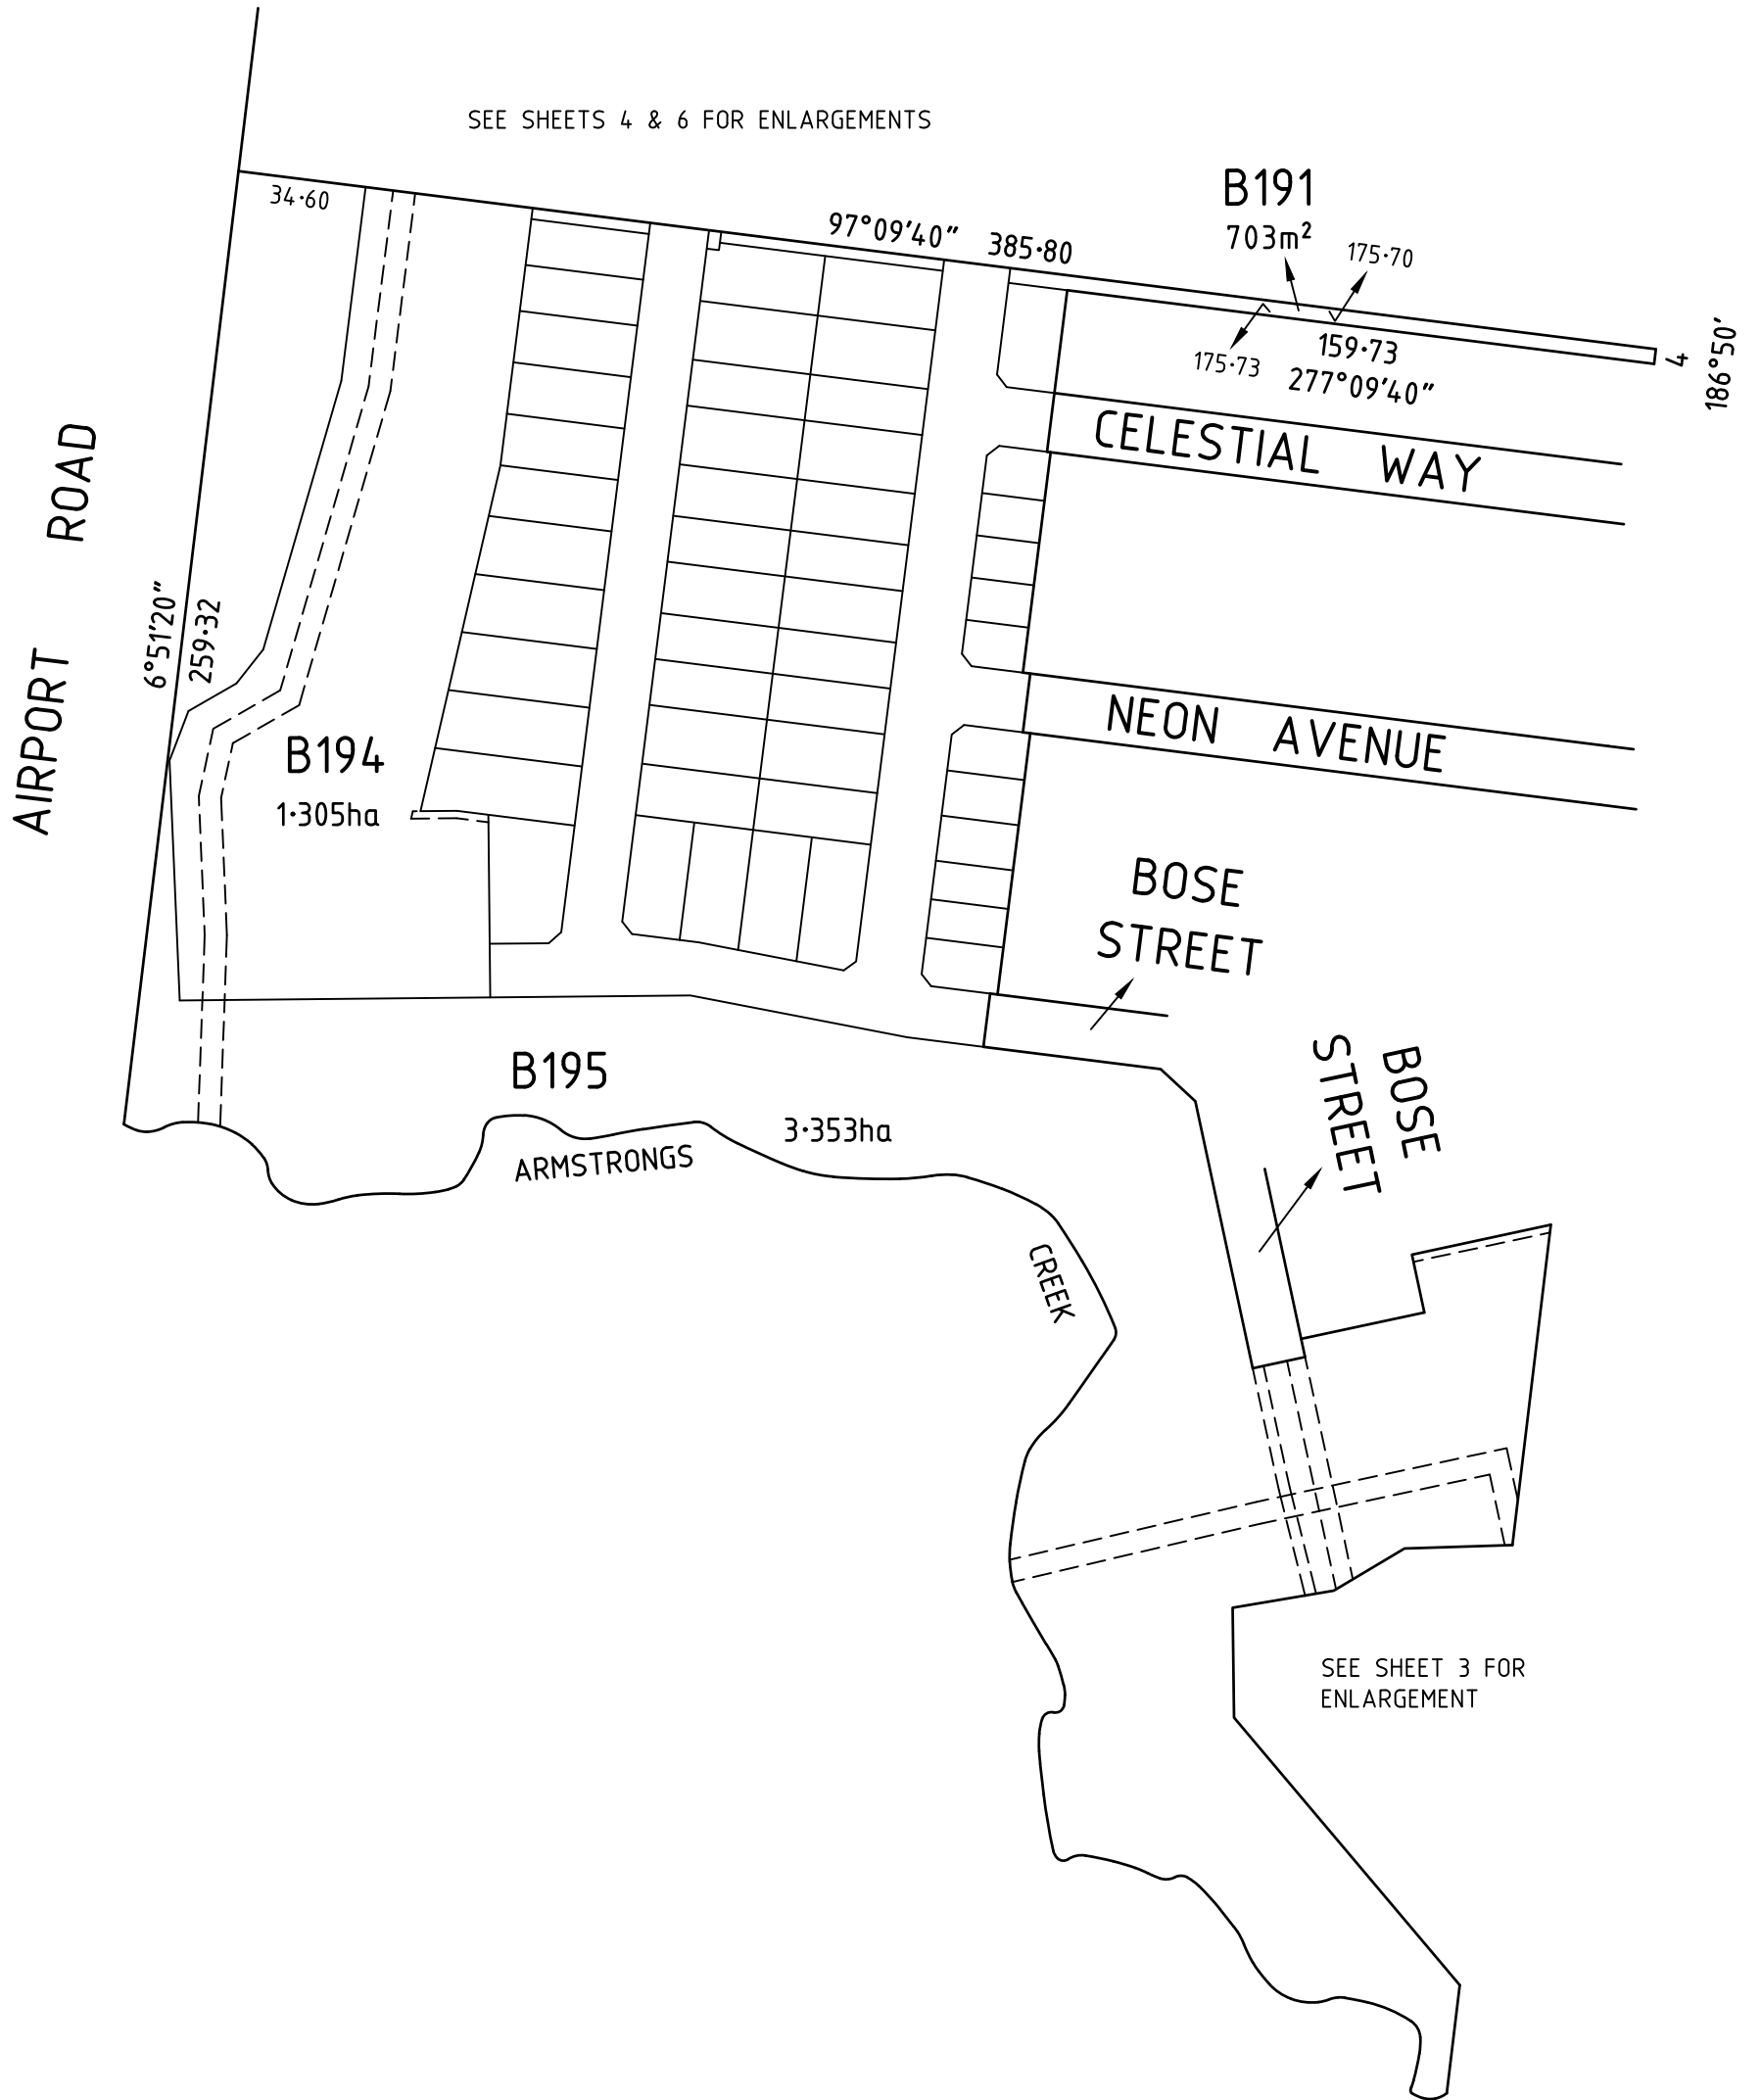 SEE SHEETS 4 & 6 FOR ENLARGEMENTS
B191
703m²
34·60
97°09'40" 385·80
175·70
175·73
159·73
277°09'40"
4
186°50'
CELESTIAL WAY
AIRPORT ROAD
6°51'20"
259·32
NEON AVENUE
B194
1·305ha
BOSE
STREET
B195
3·353ha
ARMSTRONGS
CREEK
BOSE
STREET
SEE SHEET 3 FOR
ENLARGEMENT